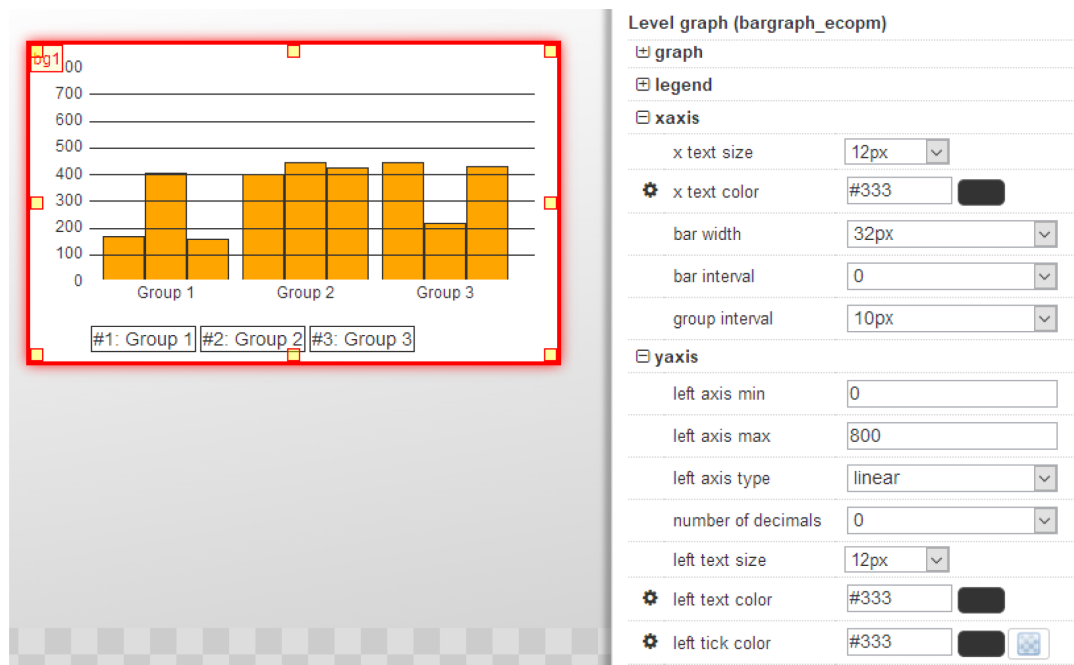 Level graph (bargraph_ecopm)
graph
legend
xaxis
x text size 12px
x text color #333
bar width 32px
bar interval 0
group interval 10px
yaxis
left axis min 0
left axis max 800
left axis type linear
number of decimals 0
left text size 12px
left text color #333
left tick color #333
bg1
00
700
600
500
400
300
200
100
0
Group 1 Group 2 Group 3
#1: Group 1 #2: Group 2 #3: Group 3